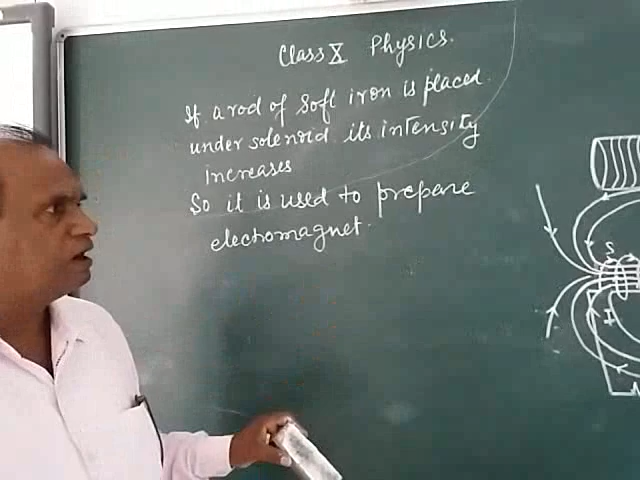 Class X Physics.
If a rod of soft iron is placed
under solenoid its intensity
increases
So it is used to prepare
electromagnet.
S